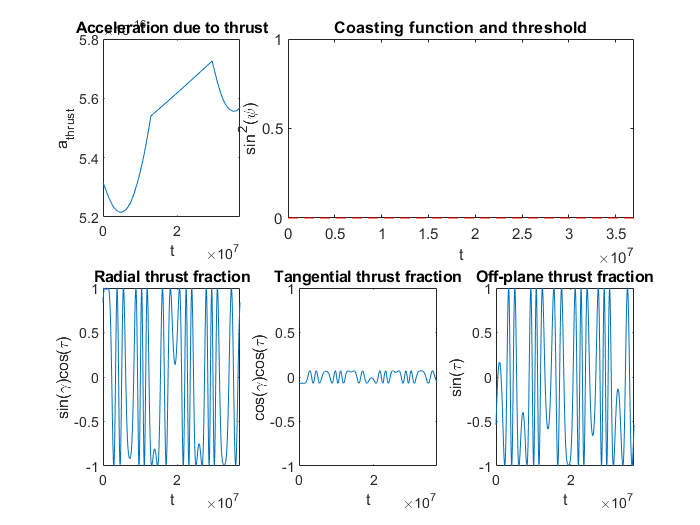 Acceleration due to thrust
5.8
5.6
5.4
5.2
a_thrust
0
2
t
×10^7
Coasting function and threshold
1
0.5
0
sin^2(ψ)
0
0.5
1
1.5
2
2.5
3
3.5
t
×10^7
Radial thrust fraction
1
0.5
0
-0.5
-1
sin(γ)cos(τ)
0
2
t
×10^7
Tangential thrust fraction
1
0.5
0
-0.5
-1
cos(γ)cos(τ)
0
2
t
×10^7
Off-plane thrust fraction
1
0.5
0
-0.5
-1
sin(τ)
0
2
t
×10^7